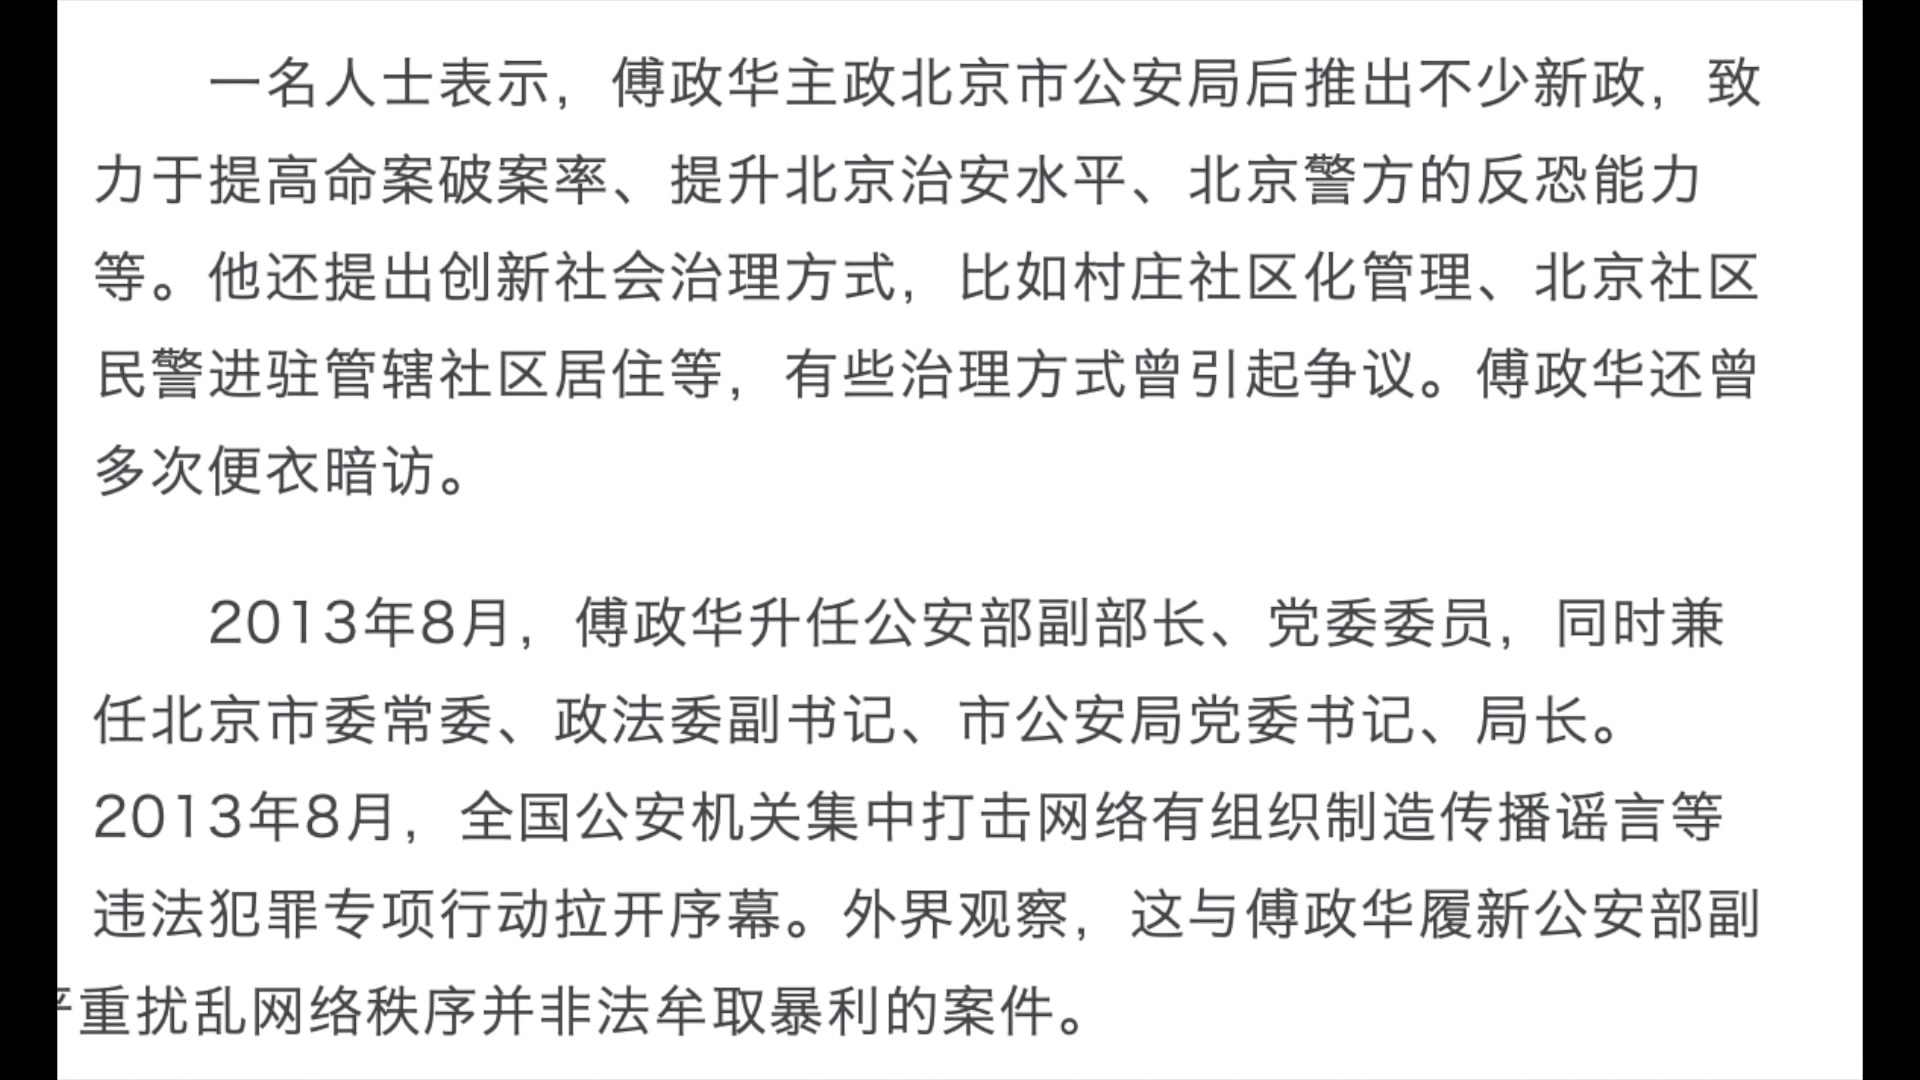 一名人士表示，傅政华主政北京市公安局后推出不少新政，致
力于提高命案破案率、提升北京治安水平、北京警方的反恐能力
等。他还提出创新社会治理方式，比如村庄社区化管理、北京社区
民警进驻管辖社区居住等，有些治理方式曾引起争议。傅政华还曾
多次便衣暗访。
2013年8月，傅政华升任公安部副部长、党委委员，同时兼
任北京市委常委、政法委副书记、市公安局党委书记、局长。
2013年8月，全国公安机关集中打击网络有组织制造传播谣言等
违法犯罪专项行动拉开序幕。外界观察，这与傅政华履新公安部副
重扰乱网络秩序并非法牟取暴利的案件。